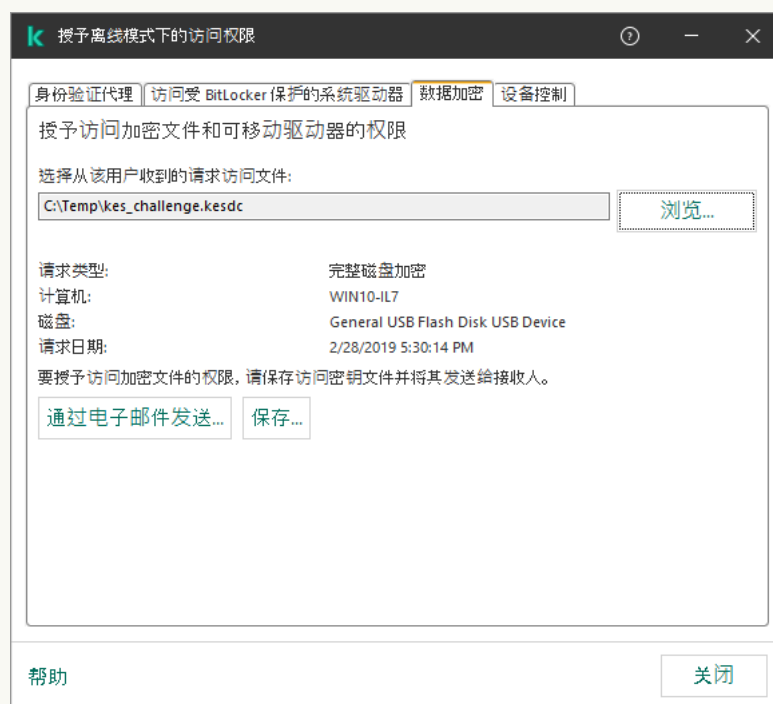 授予离线模式下的访问权限
身份验证代理 访问受 BitLocker 保护的系统驱动器 数据加密 设备控制
授予访问加密文件和可移动驱动器的权限
选择从该用户收到的请求访问文件:
C:\Temp\kes_challenge.kesdc 浏览...
请求类型: 完整磁盘加密
计算机: WIN10-IL7
磁盘: General USB Flash Disk USB Device
请求日期: 2/28/2019 5:30:14 PM
要授予访问加密文件的权限, 请保存访问密钥文件并将其发送给接收人。
通过电子邮件发送... 保存...
帮助 关闭